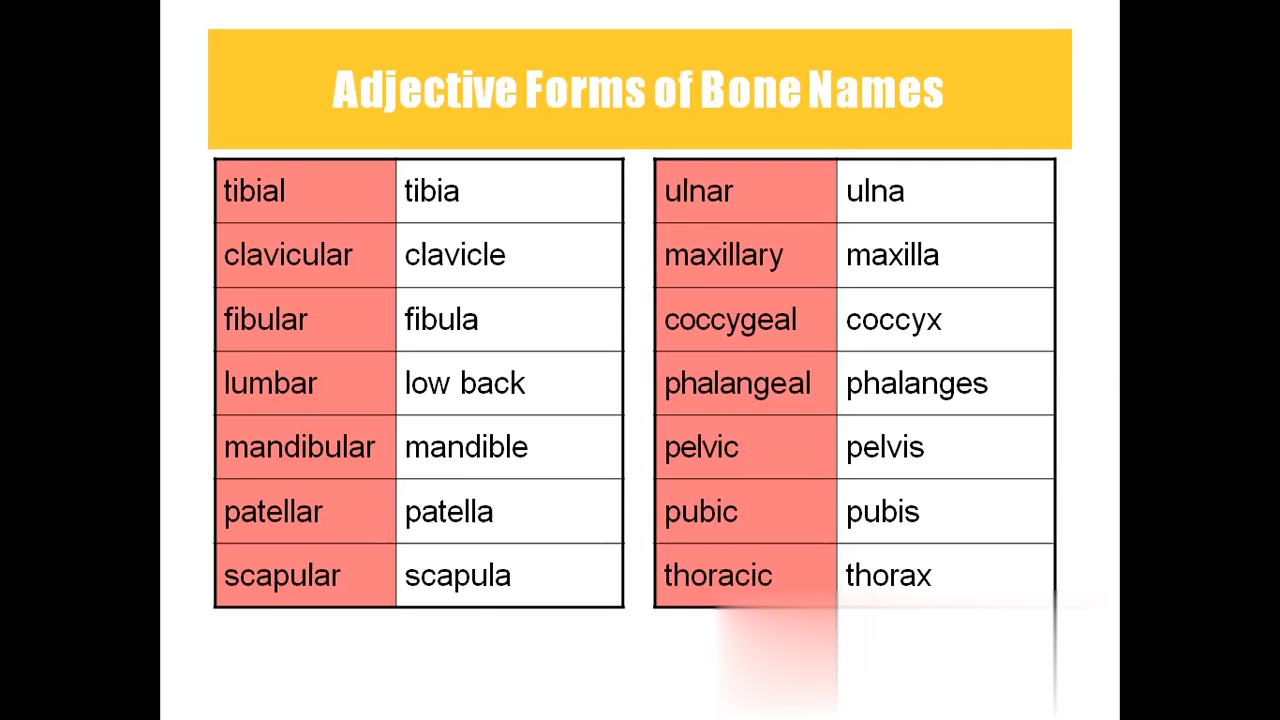 Adjective Forms of Bone Names
tibial tibia
clavicular clavicle
fibular fibula
lumbar low back
mandibular mandible
patellar patella
scapular scapula
ulnar ulna
maxillary maxilla
coccygeal coccyx
phalangeal phalanges
pelvic pelvis
pubic pubis
thoracic thorax